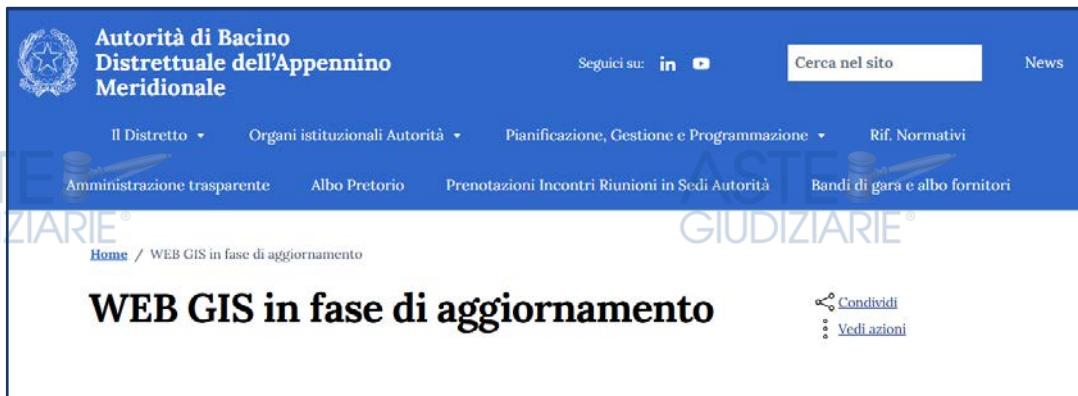 Autorità di Bacino
Distrettuale dell'Appennino
Meridionale
Seguici su: in
Cerca nel sito
News
Il Distretto
Organi istituzionali Autorità
Pianificazione, Gestione e Programmazione
Rif. Normativi
Amministrazione trasparente
Albo Pretorio
Prenotazioni Incontri Riunioni in Sedi Autorità
Bandi di gara e albo fornitori
ASTE
GIUDIZIARIE®
Home / WEB GIS in fase di aggiornamento
WEB GIS in fase di aggiornamento
Condividi
Vedi azioni